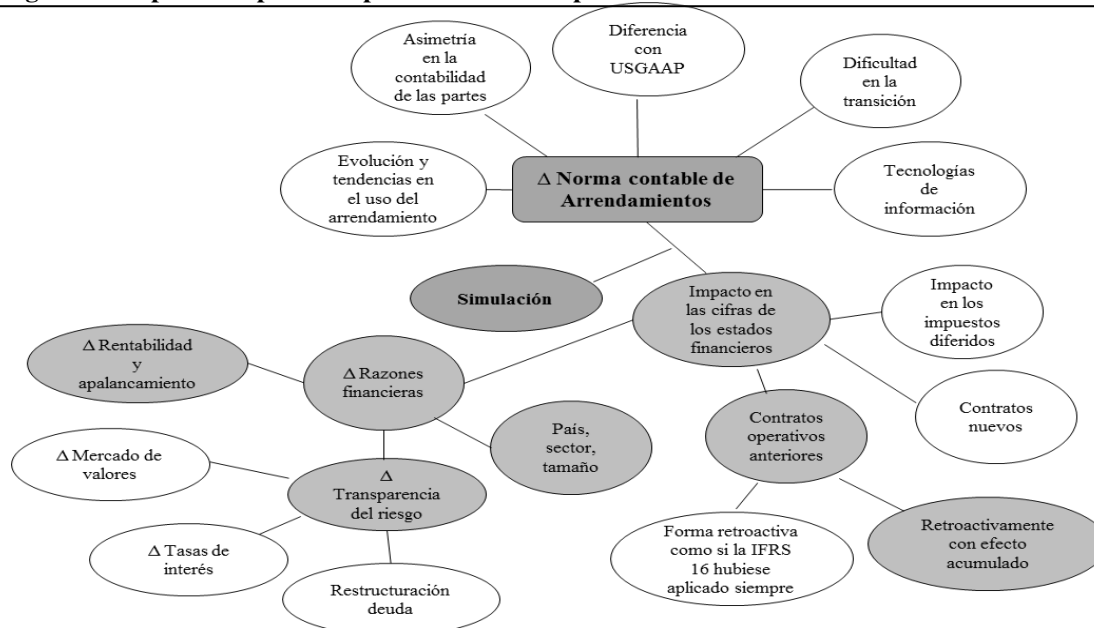 Asimetría
en la
contabilidad
de las partes
Diferencia
con
USGAAP
Dificultad
en la
transición
Evolución y
tendencias en
el uso del
arrendamiento
Δ Norma contable de
Arrendamientos
Tecnologías
de
información
Simulación
Impacto en
las cifras de
los estados
financieros
Impacto
en los
impuestos
diferidos
Δ Rentabilidad
y
apalancamiento
Δ Razones
financieras
País,
sector,
tamaño
Contratos
operativos
anteriores
Contratos
nuevos
Δ Mercado de
valores
Δ
Transparencia
del riesgo
Δ Tasas de
interés
Restructuración
deuda
Forma retroactiva
como si la IFRS
16 hubiese
aplicado siempre
Retroactivamente
con efecto
acumulado